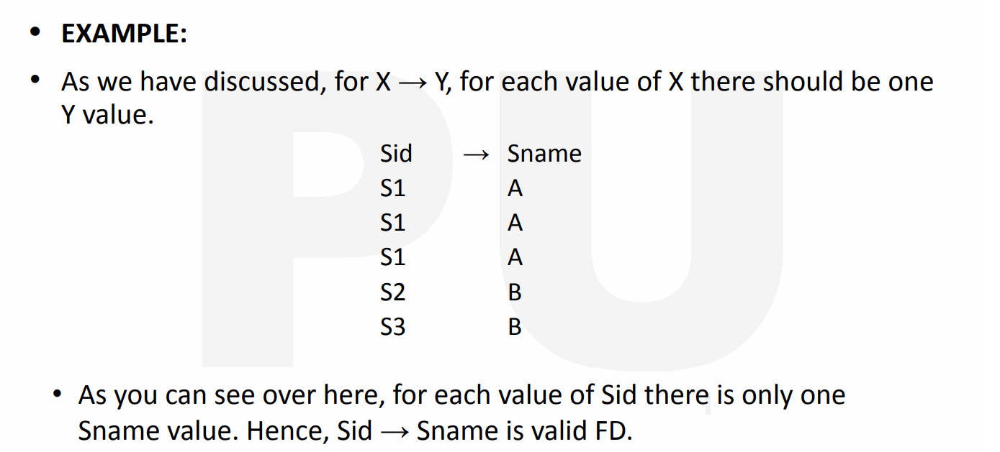 • EXAMPLE:
• As we have discussed, for X → Y, for each value of X there should be one
Y value.
Sid → Sname
S1 A
S1 A
S1 A
S2 B
S3 B
• As you can see over here, for each value of Sid there is only one
Sname value. Hence, Sid → Sname is valid FD.
PU